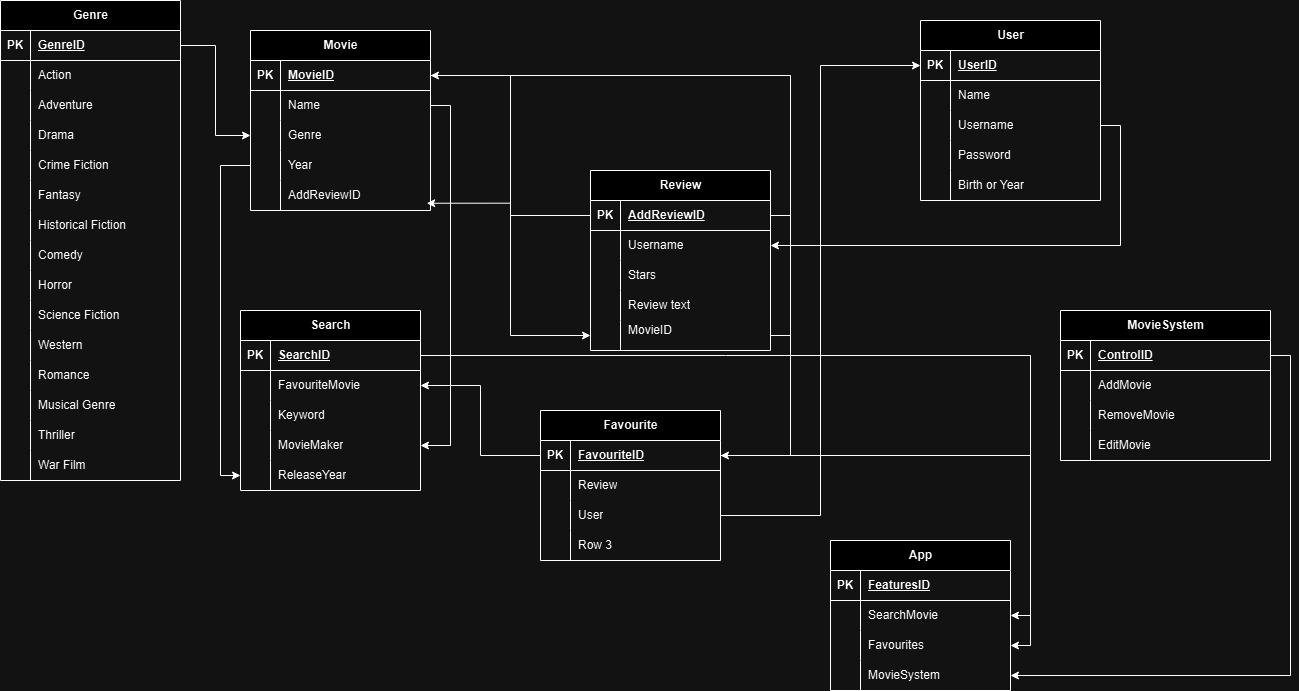 Genre
PK GenreID
Action
Adventure
Drama
Crime Fiction
Fantasy
Historical Fiction
Comedy
Horror
Science Fiction
Western
Romance
Musical Genre
Thriller
War Film
Movie
PK MovieID
Name
Genre
Year
AddReviewID
User
PK UserID
Name
Username
Password
Birth or Year
Review
PK AddReviewID
Username
Stars
Review text
MovieID
Search
PK SearchID
FavouriteMovie
Keyword
MovieMaker
ReleaseYear
MovieSystem
PK ControlID
AddMovie
RemoveMovie
EditMovie
Favourite
PK FavouriteID
Review
User
Row 3
App
PK FeaturesID
SearchMovie
Favourites
MovieSystem